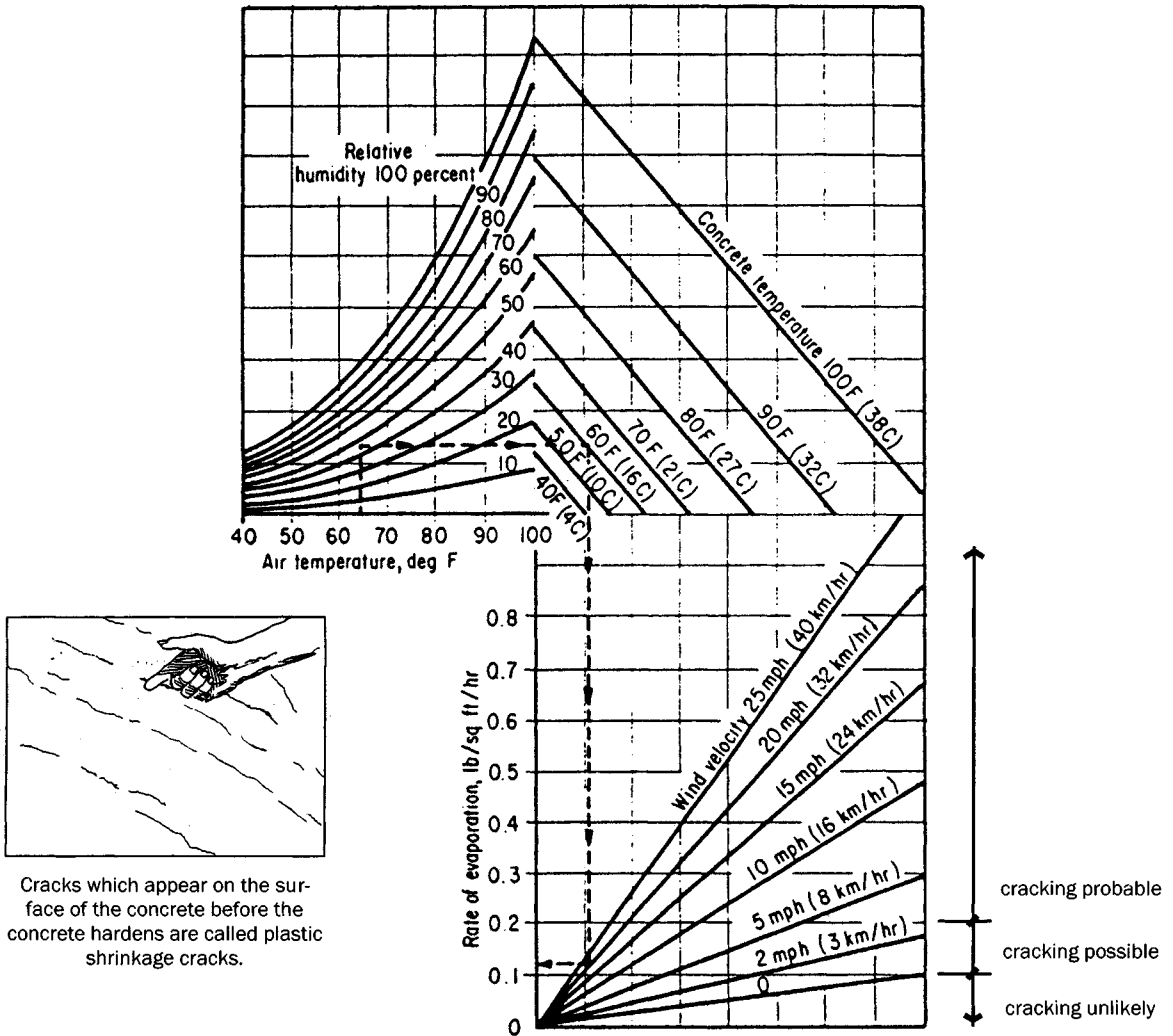 Relative
humidity 100 percent
90
80
70
60
50
40
30
20
10
Concrete temperature 100F (38C)
90F (32C)
80F (27C)
70F (21C)
60F (16C)
50F (10C)
40F (4C)
40 50 60 70 80 90 100
Air temperature, deg F
Rate of evaporation, lb/sq ft/hr
0.8
0.7
0.6
0.5
0.4
0.3
0.2
0.1
0
Wind velocity 25 mph (40 km/hr)
20 mph (32 km/hr)
15 mph (24 km/hr)
10 mph (16 km/hr)
5 mph (8 km/hr)
2 mph (3 km/hr)
0
cracking probable
cracking possible
cracking unlikely
Cracks which appear on the sur-
face of the concrete before the
concrete hardens are called plastic
shrinkage cracks.